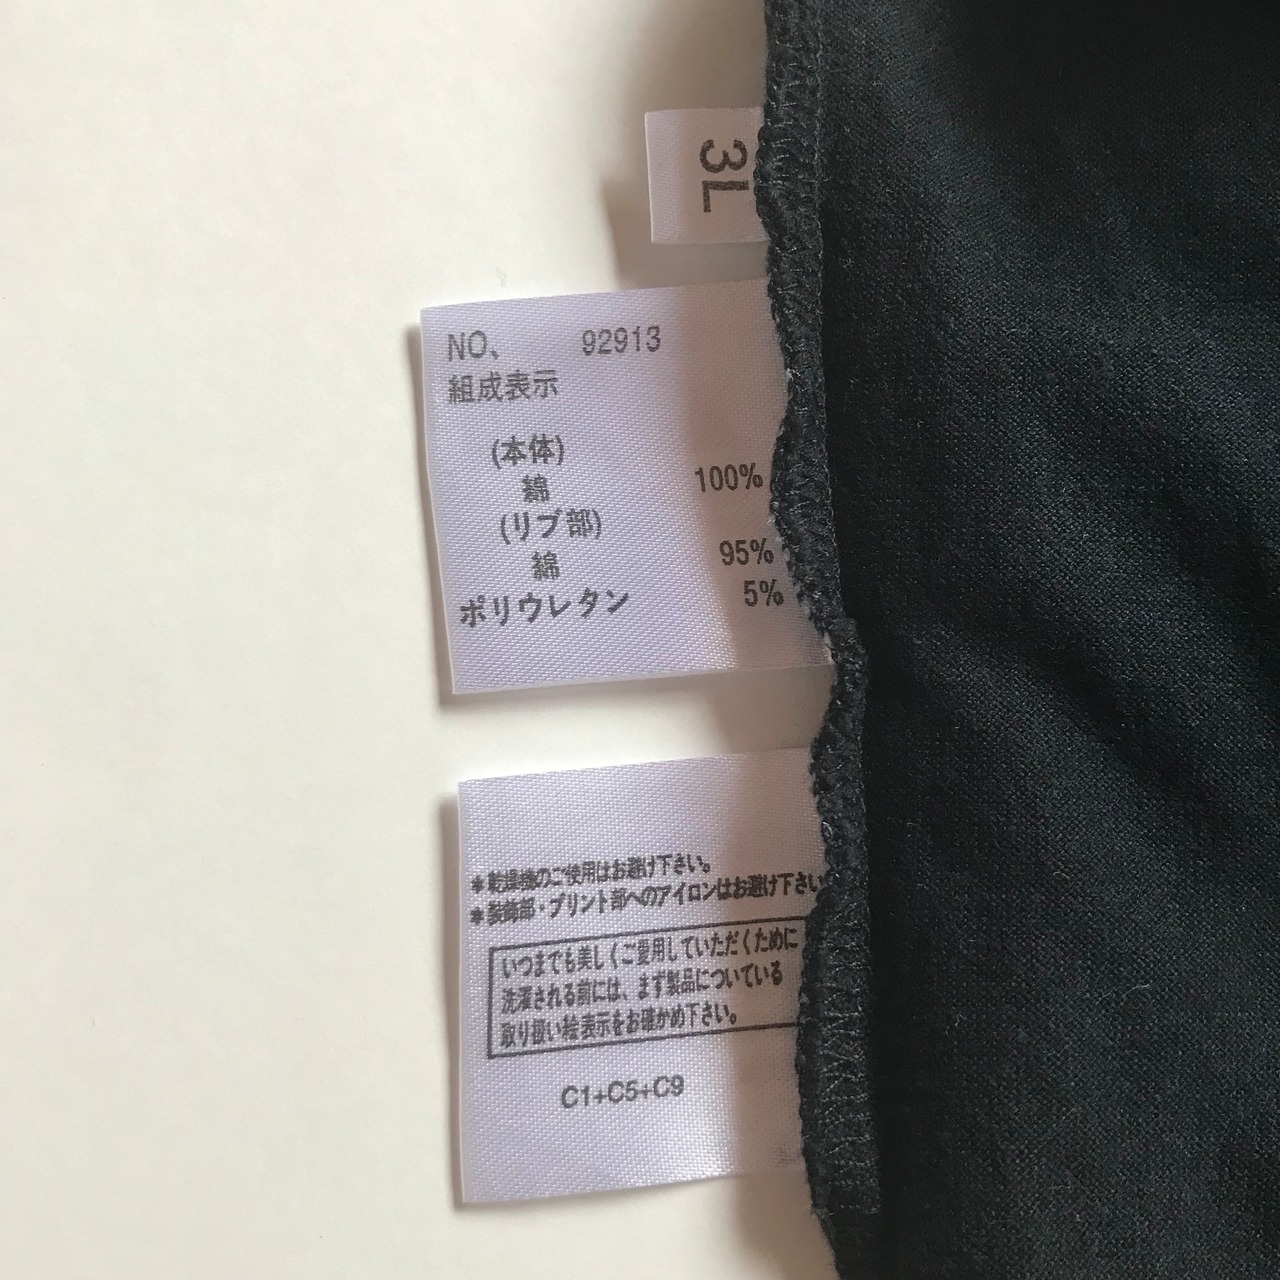 3L
NO、 92913
組成表示
(本体)
綿 100%
(リブ部)
綿 95%
ポリウレタン 5%
＊乾燥機のご使用はお避け下さい。
＊装飾部・プリント部へのアイロンはお避け下さい
いつまでも美しくご愛用していただくために
洗濯される前には、まず製品についている
取り扱い絵表示をお確かめ下さい。
C1+C5+C9